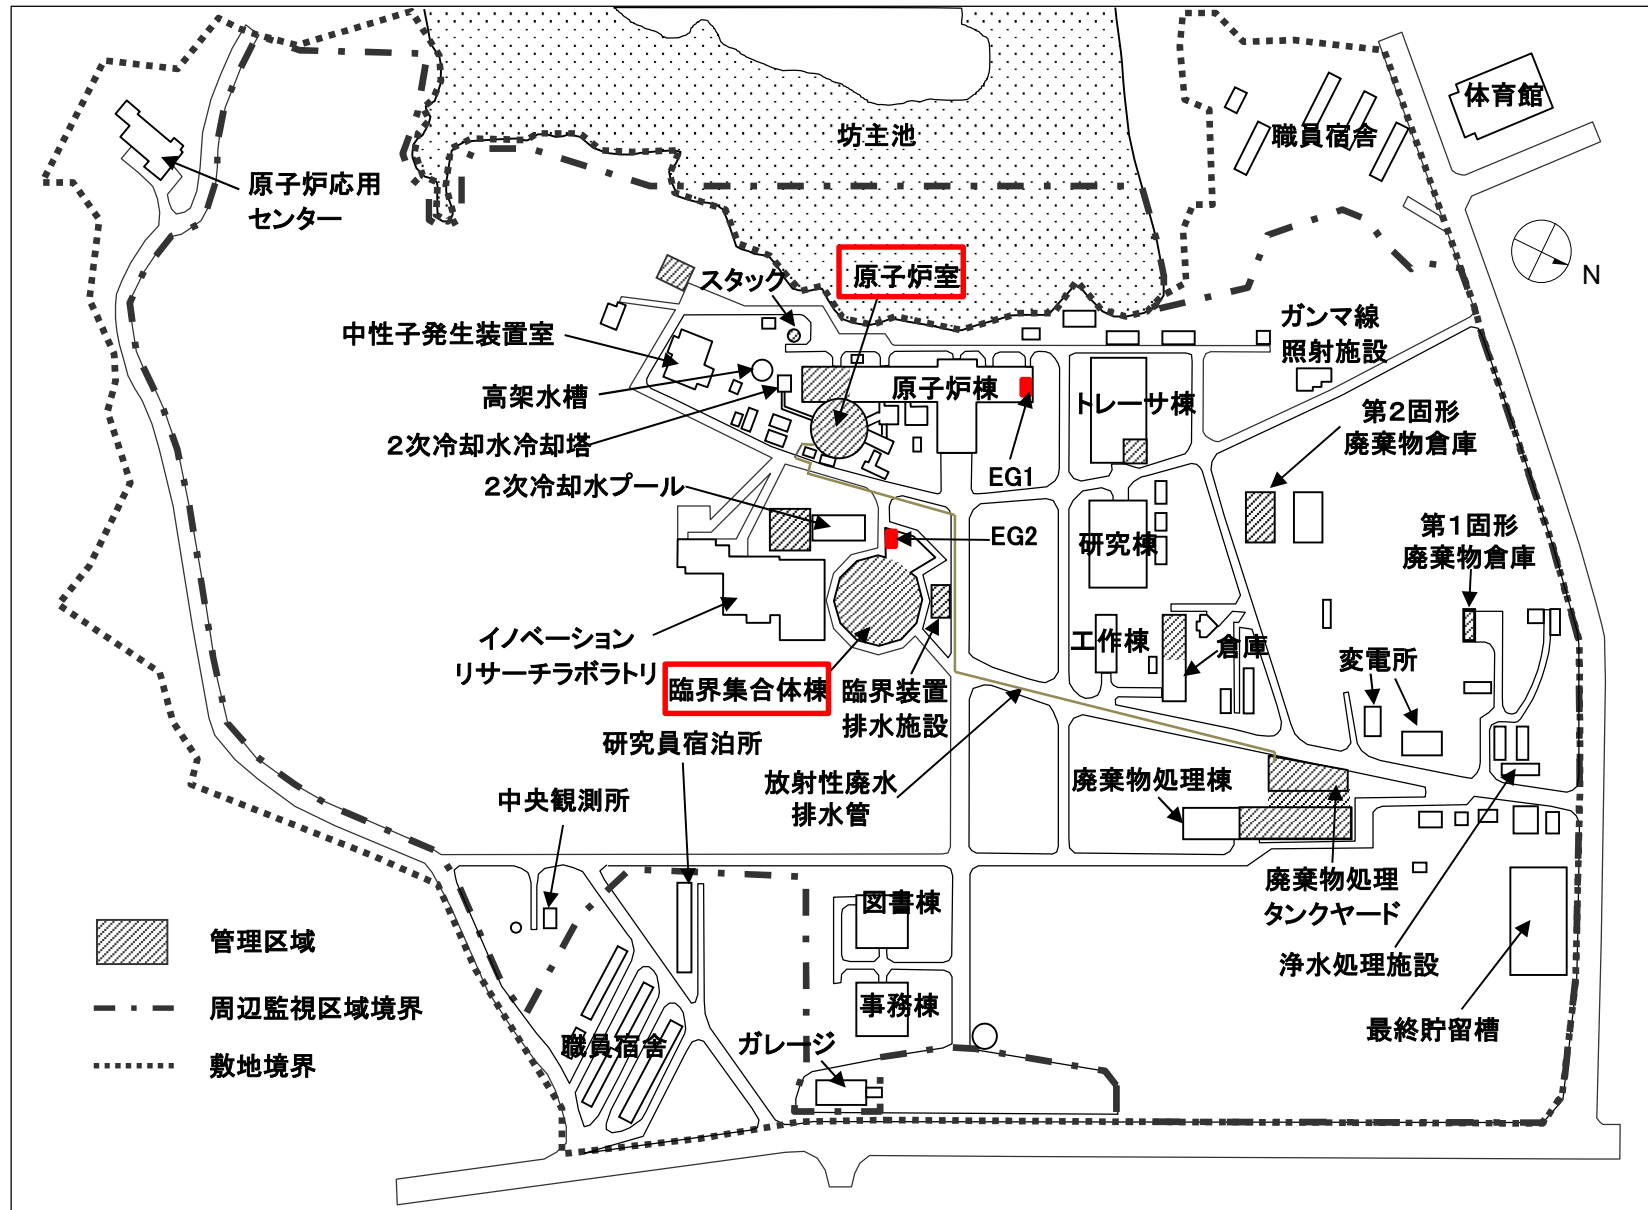 体育館
坊主池
職員宿舎
原子炉応用
センター
N
スタック
原子炉室
ガンマ線
照射施設
中性子発生装置室
高架水槽
原子炉棟
トレーサ棟
第2固形
廃棄物倉庫
2次冷却水冷却塔
EG1
2次冷却水プール
EG2
研究棟
第1固形
廃棄物倉庫
イノベーション
リサーチラボラトリ
工作棟
倉庫
変電所
臨界集合体棟
臨界装置
排水施設
研究員宿泊所
放射性廃水
排水管
廃棄物処理棟
中央観測所
廃棄物処理
タンクヤード
図書棟
管理区域
浄水処理施設
周辺監視区域境界
事務棟
最終貯留槽
職員宿舎
ガレージ
敷地境界